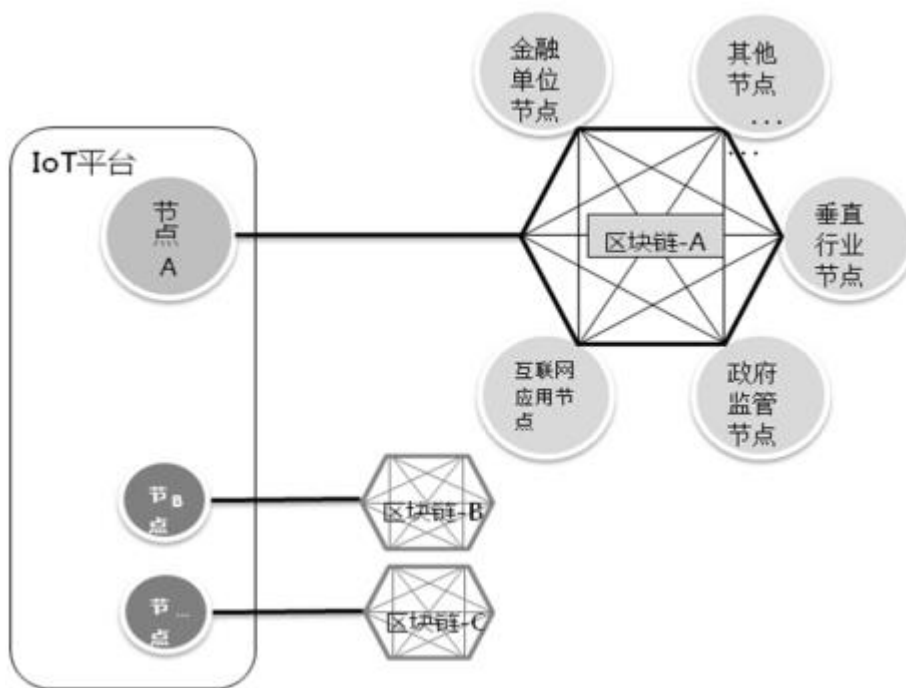 金融
单位
节点
其他
节点
...
...
IoT平台
节
点
A
区块链-A
垂直
行业
节点
互联网
应用节
点
政府
监管
节点
节B
点
区块链-B
节...
点
区块链-C